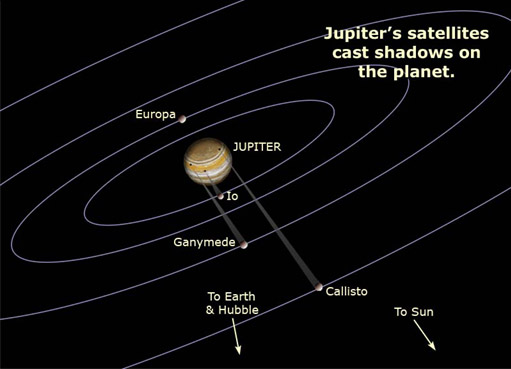 Jupiter's satellites
cast shadows on
the planet.
Europa
JUPITER
Io
Ganymede
Callisto
To Earth
& Hubble
To Sun